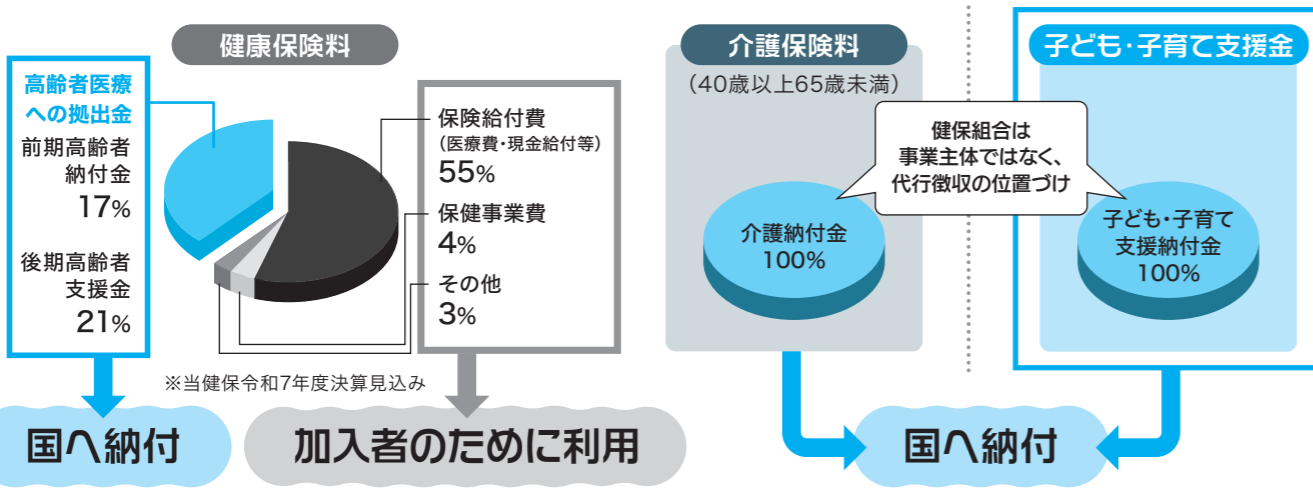 健康保険料
高齢者医療
への拠出金
前期高齢者
納付金
17%
後期高齢者
支援金
21%
保険給付費
（医療費・現金給付等）
55%
保健事業費
4%
その他
3%
※当健保令和7年度決算見込み
国へ納付
加入者のために利用
介護保険料
（40歳以上65歳未満）
子ども・子育て支援金
健保組合は
事業主体ではなく、
代行徴収の位置づけ
介護納付金
100%
子ども・子育て
支援納付金
100%
国へ納付